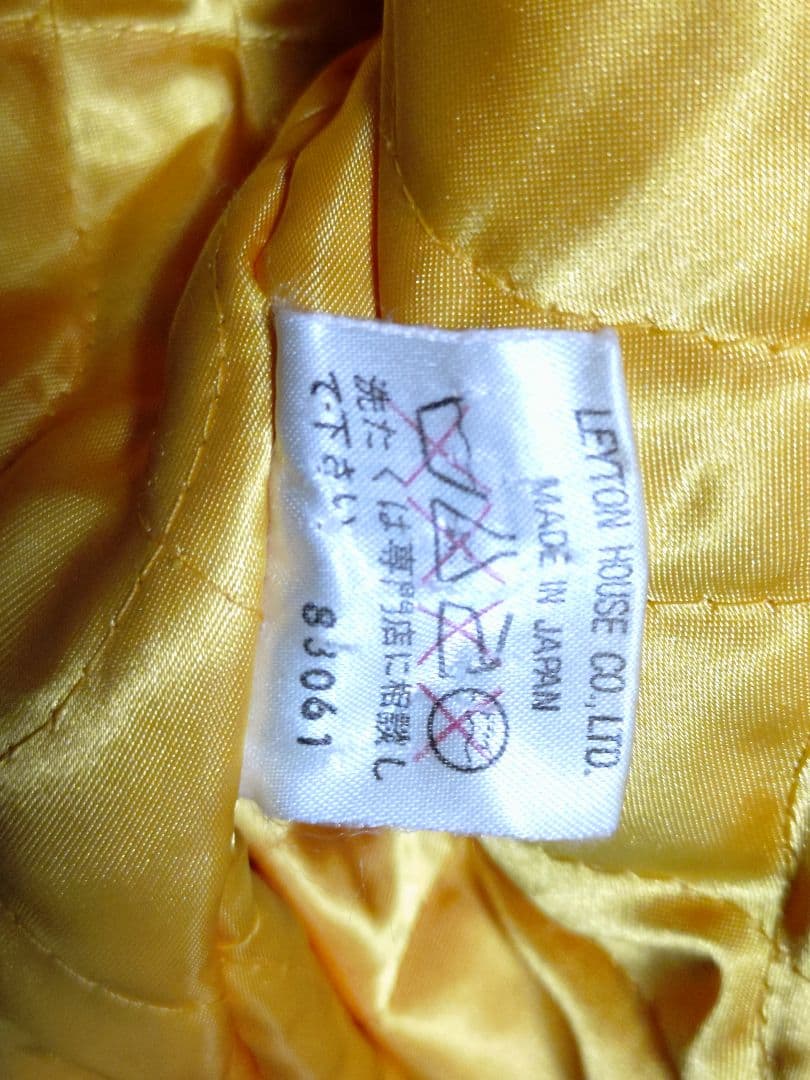 LEYTON HOUSE CO., LTD.
MADE IN JAPAN
洗たくは専門店に相談し
て下さい
83061